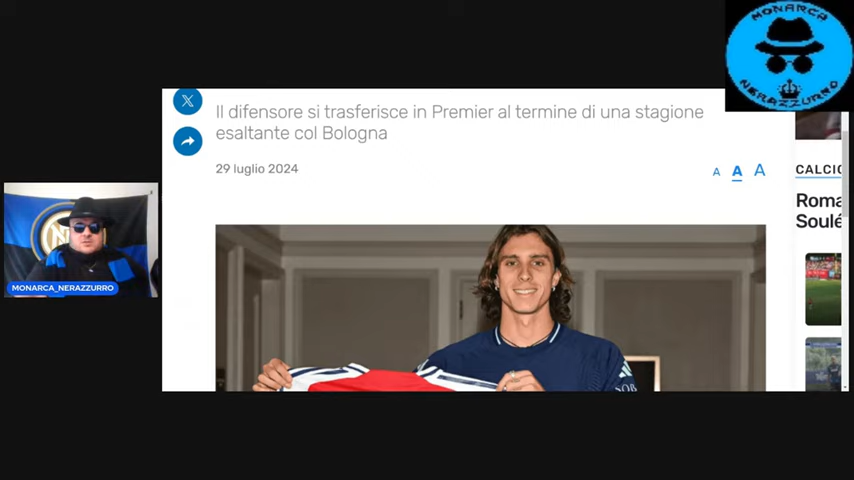 MONARCA
NERAZZURRO
Il difensore si trasferisce in Premier al termine di una stagione
esaltante col Bologna
29 luglio 2024
A A A
CALCIO
Roma
Soulé
MONARCA_NERAZZURRO
SOB